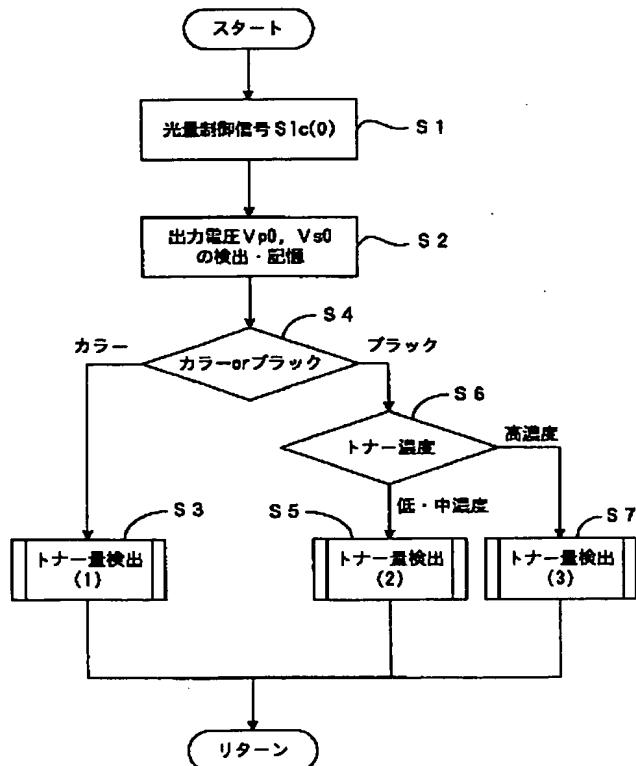 スタート
光量制御信号 Slc(0)
S1
出力電圧 Vp0, Vs0
の検出・記憶
S2
S4
カラー
カラーorブラック
ブラック
S6
トナー濃度
高濃度
低・中濃度
S3
トナー量検出
(1)
S5
トナー量検出
(2)
S7
トナー量検出
(3)
リターン